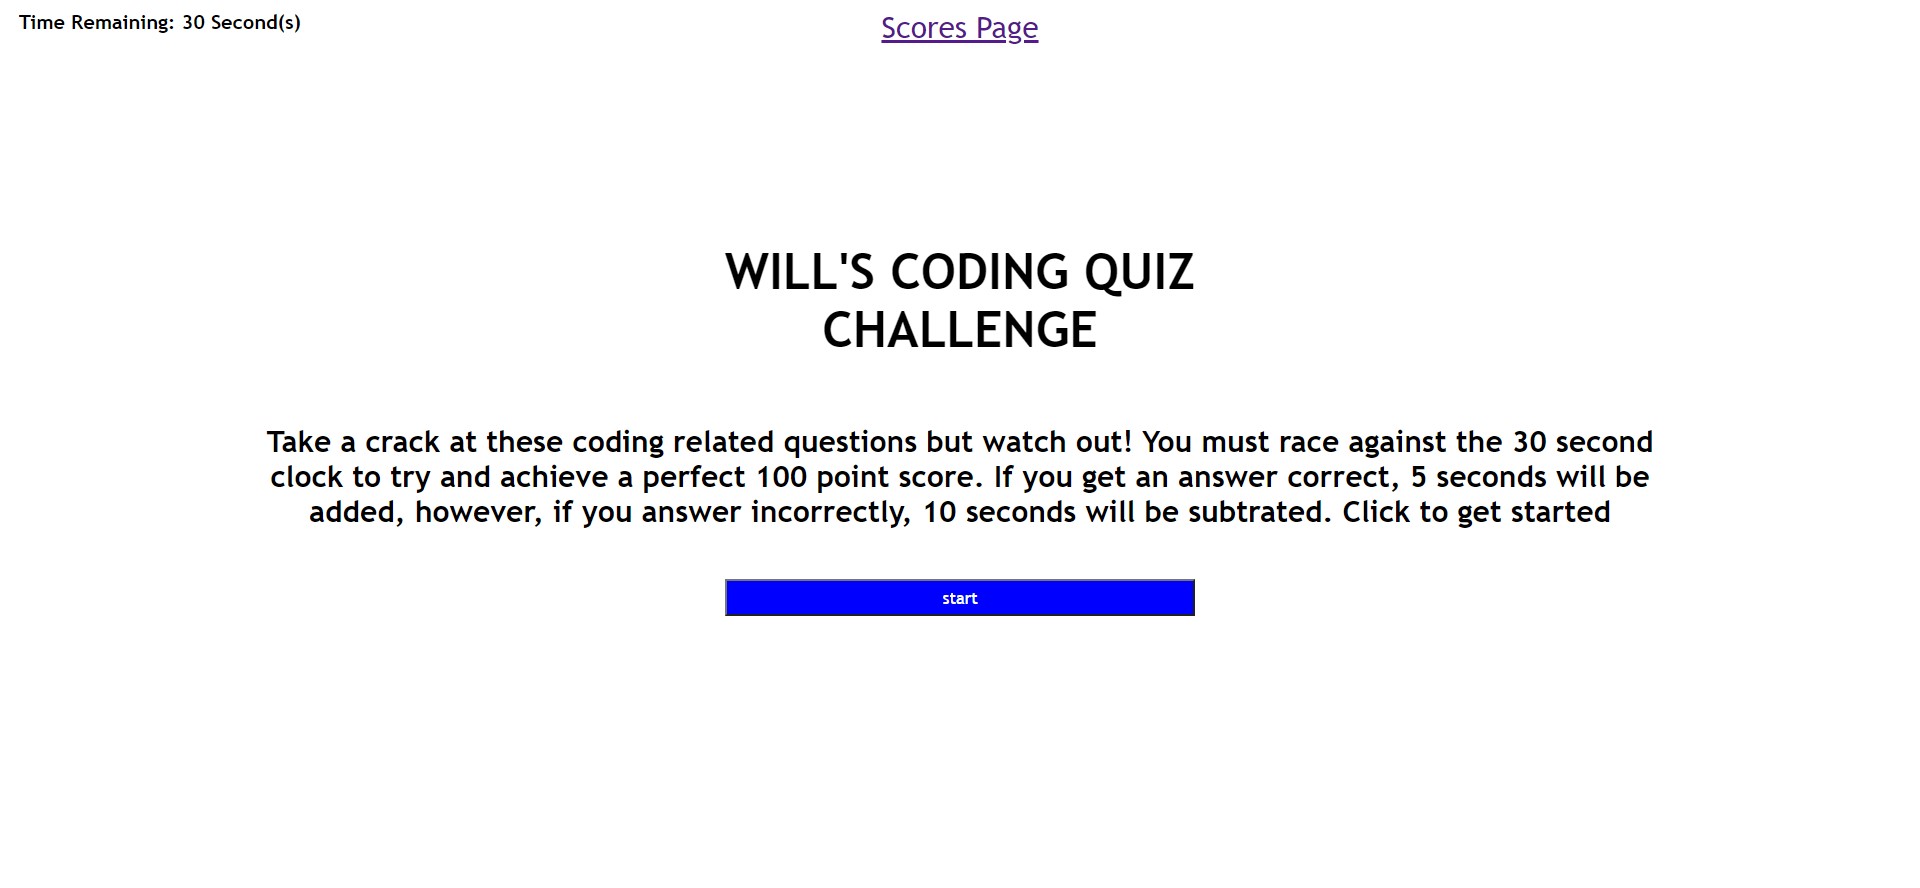 Time Remaining: 30 Second(s)
Scores Page
WILL'S CODING QUIZ
CHALLENGE
Take a crack at these coding related questions but watch out! You must race against the 30 second
clock to try and achieve a perfect 100 point score. If you get an answer correct, 5 seconds will be
added, however, if you answer incorrectly, 10 seconds will be subtrated. Click to get started
start